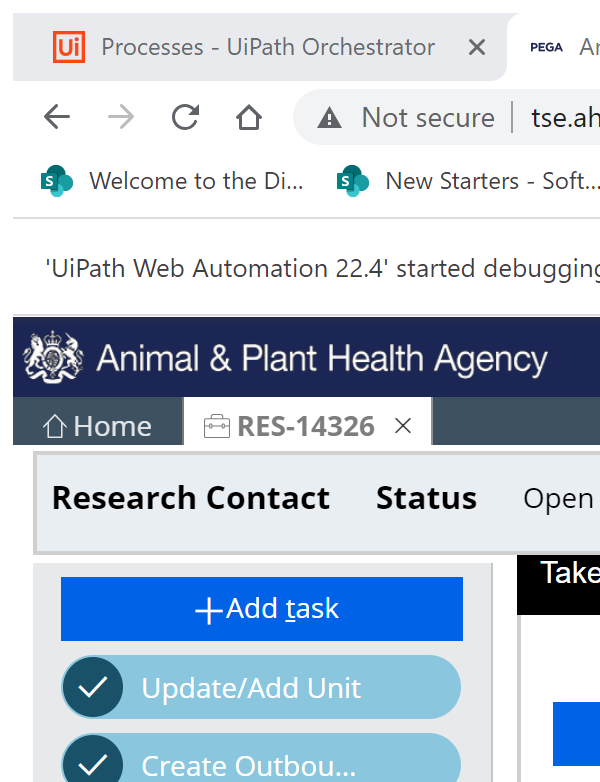 Ui Processes - UiPath Orchestrator PEGA
Not secure tse.ah
S Welcome to the Di... S New Starters - Soft...
'UiPath Web Automation 22.4' started debugging
Animal & Plant Health Agency
Home RES-14326
Research Contact Status Open
Take
Add task
Update/Add Unit
Create Outbou...